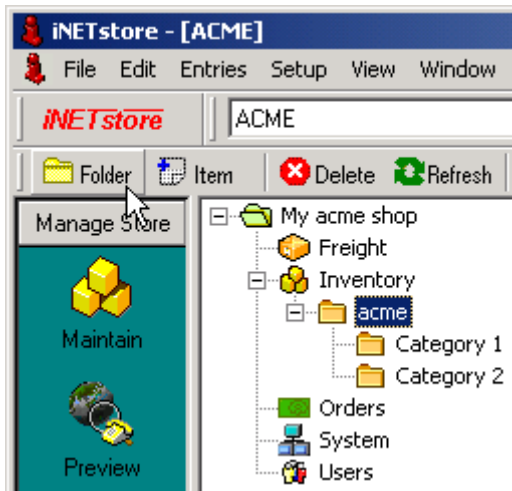 iNETstore - [ACME]
File Edit Entries Setup View Window
iNETstore ACME
Folder Item Delete Refresh
Manage Store
My acme shop
Freight
Inventory
acme
Maintain
Category 1
Category 2
Orders
System
Preview
Users